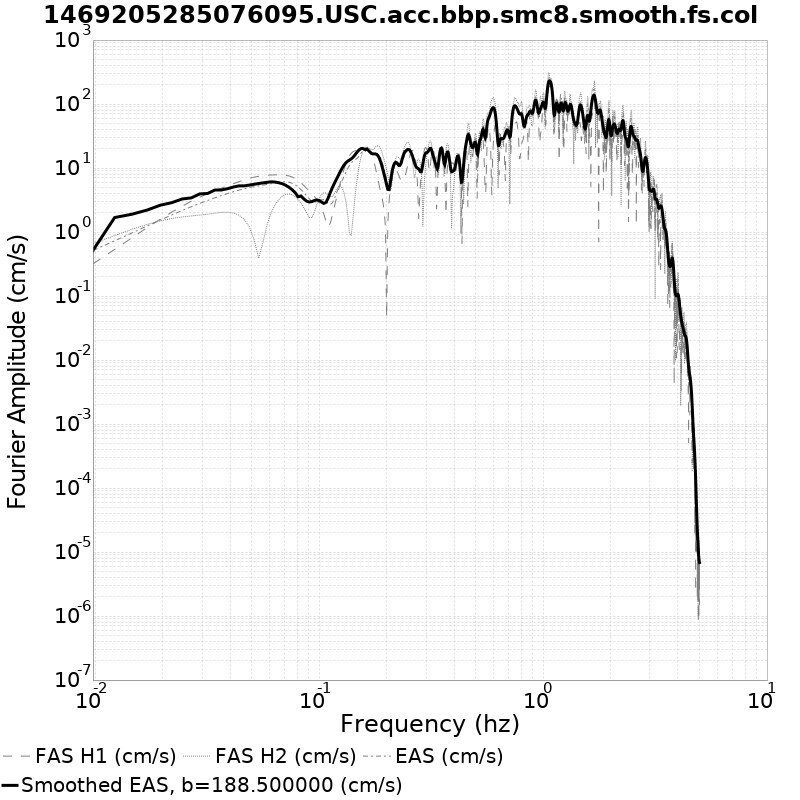 14692052850​76095.USC.acc.bbp.smc8.smooth.fs.col
10^3
10^2
10^1
10^0
10^-1
10^-2
10^-3
10^-4
10^-5
10^-6
10^-7
Fourier Amplitude (cm/s)
10^-2 10^-1 10^0 10^1
Frequency (hz)
FAS H1 (cm/s) FAS H2 (cm/s) EAS (cm/s)
Smoothed EAS, b=188.500000 (cm/s)